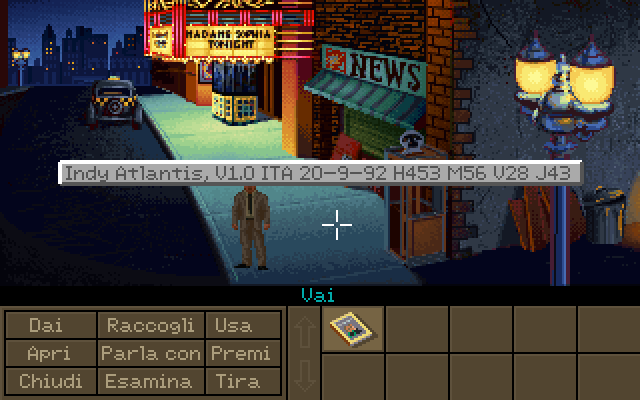 MADAME SOPHIA
TONIGHT
NEWS
Indy Atlantis, V1.0 ITA 20-9-92 H453 M56 V28 J43
Vai
Dai Raccogli Usa
Apri Parla con Premi
Chiudi Esamina Tira